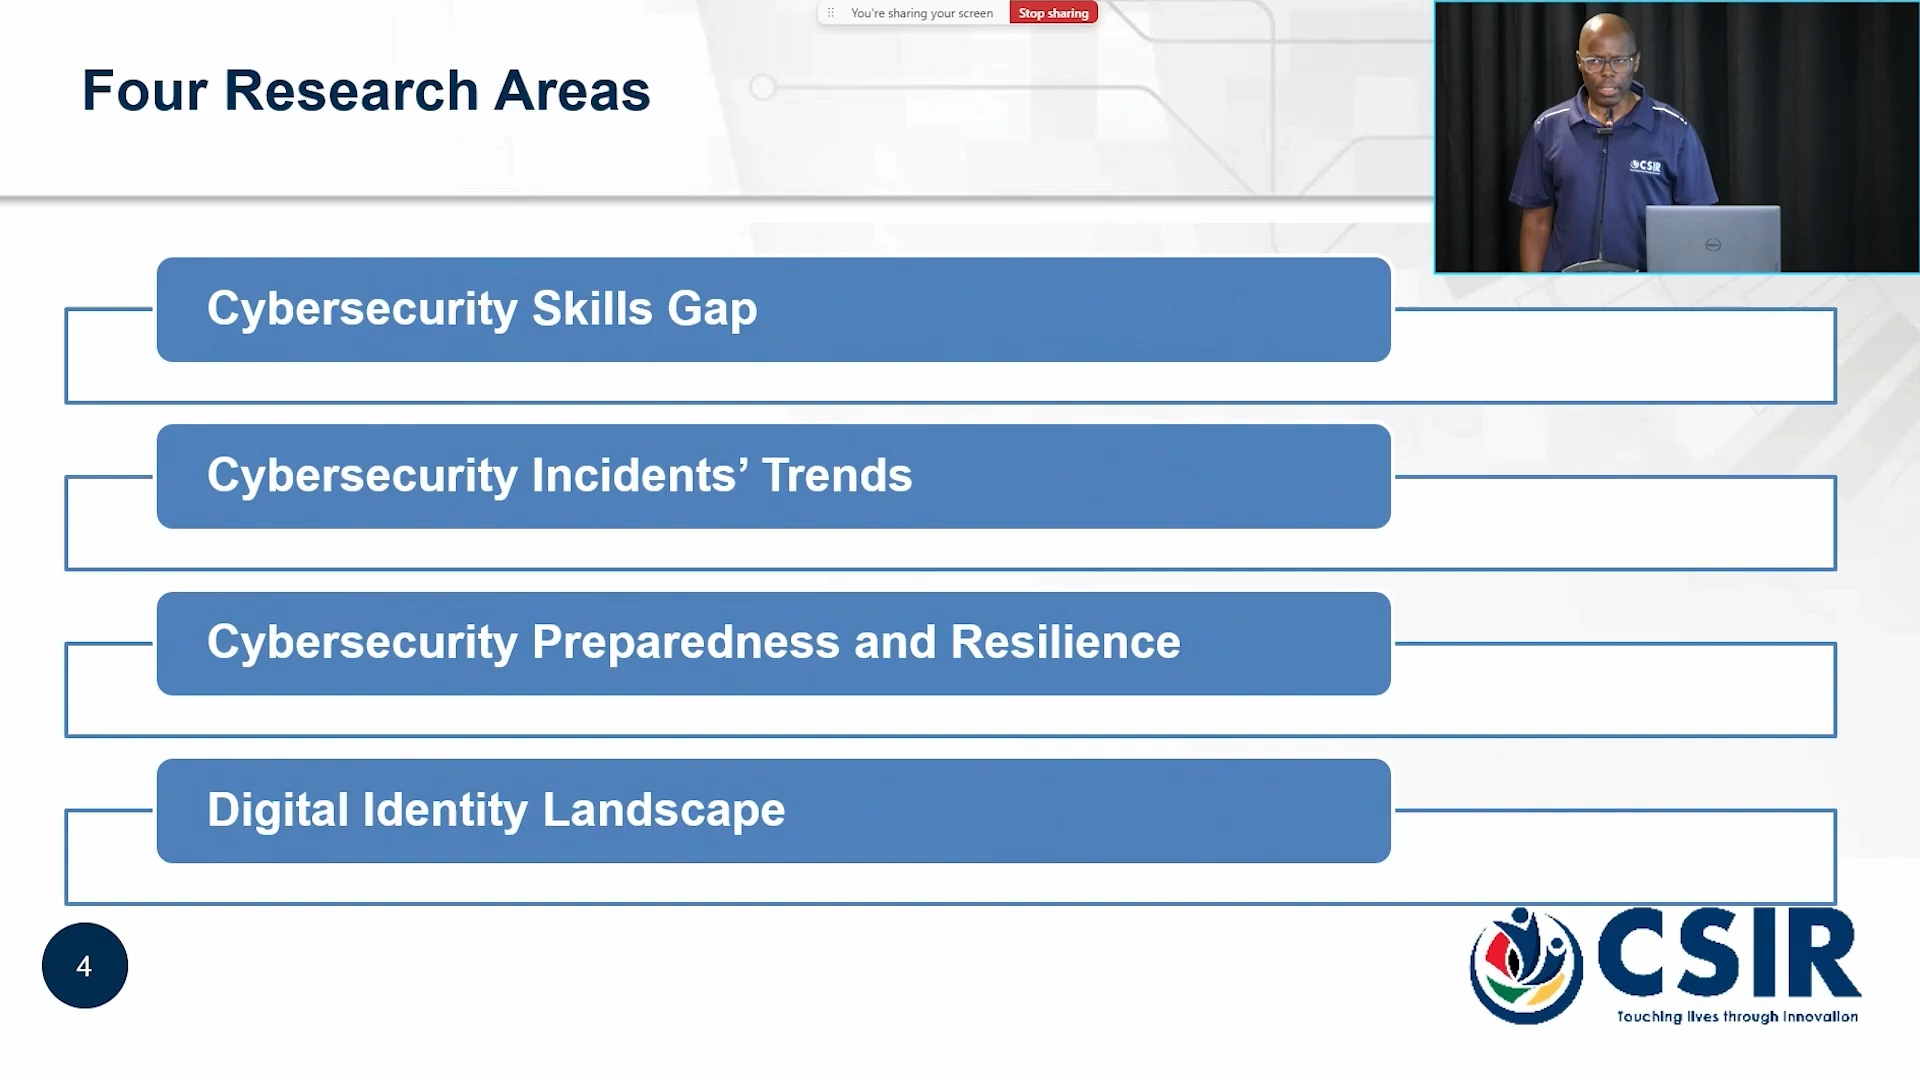 You're sharing your screen
Stop sharing
Four Research Areas
CSIR
Cybersecurity Skills Gap
Cybersecurity Incidents’ Trends
Cybersecurity Preparedness and Resilience
Digital Identity Landscape
4
CSIR
Touching lives through innovation